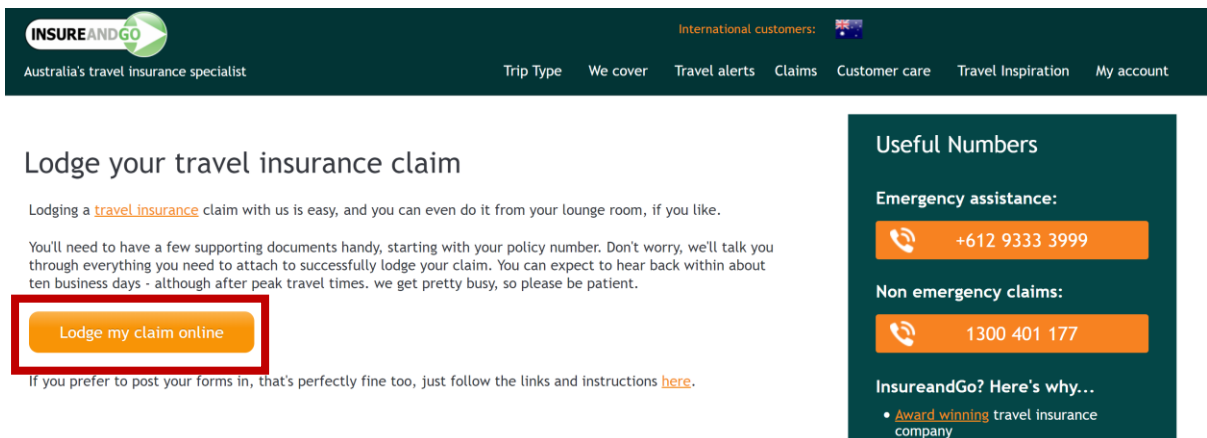 INSUREANDGO
International customers:
Australia's travel insurance specialist
Trip Type We cover Travel alerts Claims Customer care Travel Inspiration My account
Lodge your travel insurance claim
Lodging a travel insurance claim with us is easy, and you can even do it from your lounge room, if you like.
You'll need to have a few supporting documents handy, starting with your policy number. Don't worry, we'll talk you
through everything you need to attach to successfully lodge your claim. You can expect to hear back within about
ten business days - although after peak travel times. we get pretty busy, so please be patient.
Lodge my claim online
If you prefer to post your forms in, that's perfectly fine too, just follow the links and instructions here.
Useful Numbers
Emergency assistance:
+612 9333 3999
Non emergency claims:
1300 401 177
InsureandGo? Here's why...
• Award winning travel insurance
company